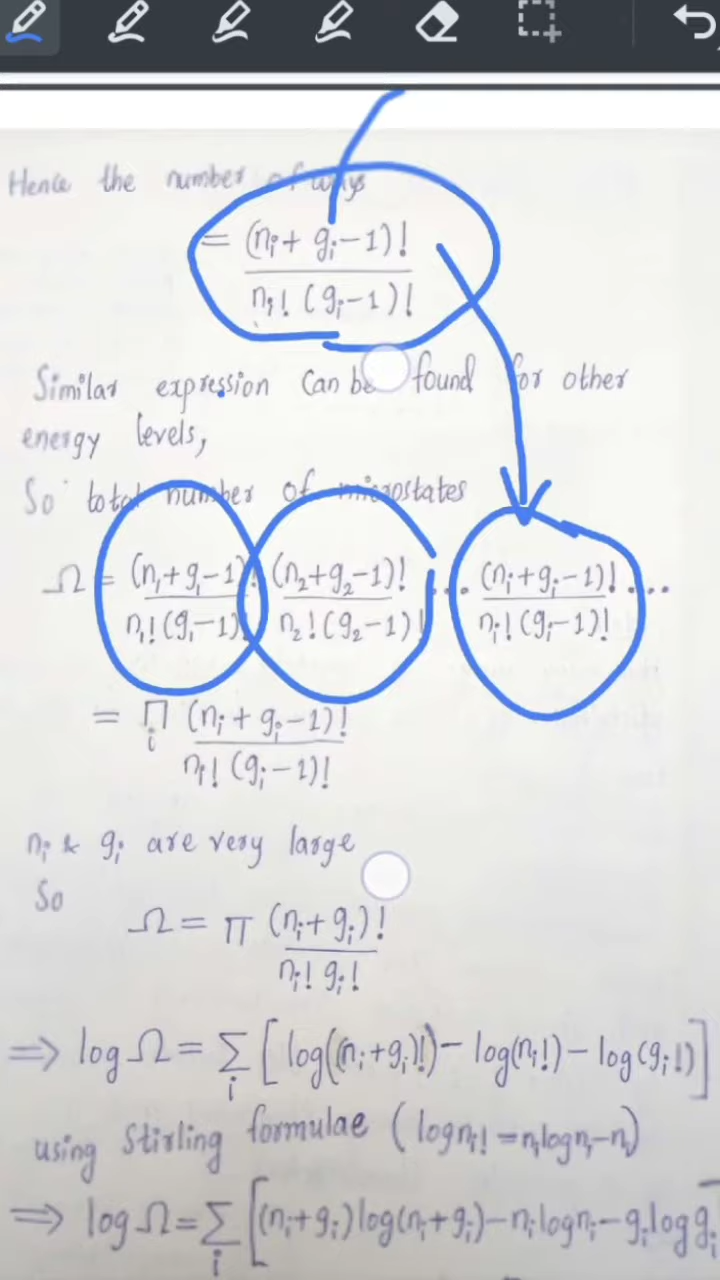 Hence the number of ways
= (nᵢ + gᵢ - 1)! / nᵢ! (gᵢ - 1)!
Similar expression can be found for other
energy levels,
So total number of microstates
Ω = (n₁+g₁-1)! / n₁!(g₁-1)! (n₂+g₂-1)! / n₂!(g₂-1)! .... (nᵢ+gᵢ-1)! / nᵢ!(gᵢ-1)! ....
= Π ᵢ (nᵢ + gᵢ - 1)! / nᵢ! (gᵢ - 1)!
nᵢ & gᵢ are very large
So
Ω = Π (nᵢ + gᵢ)! / nᵢ! gᵢ!
⇒ log Ω = Σ ᵢ [ log((nᵢ+gᵢ)!) - log(nᵢ!) - log(gᵢ!) ]
using Stirling formulae (log nᵢ! = nᵢ log nᵢ - nᵢ)
⇒ log Ω = Σ ᵢ [(nᵢ+gᵢ) log(nᵢ+gᵢ) - nᵢ log nᵢ - gᵢ log gᵢ